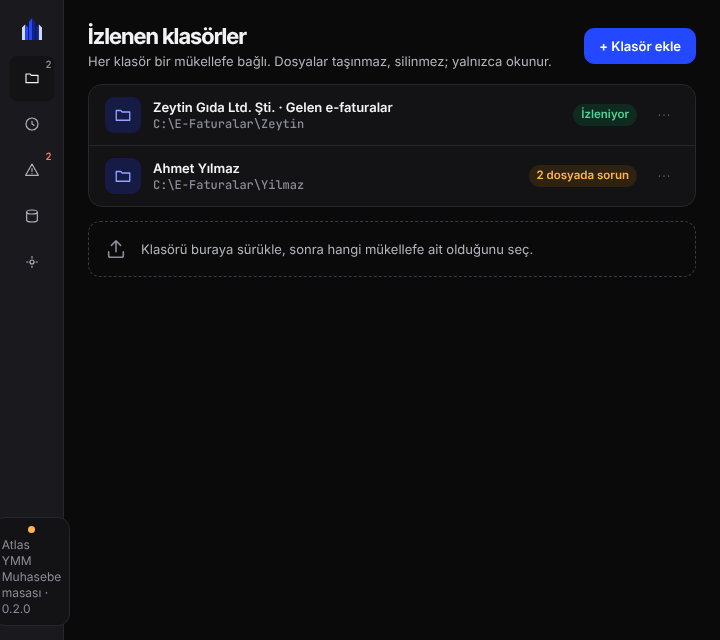 İzlenen klasörler
Her klasör bir mükellefe bağlı. Dosyalar taşınmaz, silinmez; yalnızca okunur.
+ Klasör ekle
2
Zeytin Gıda Ltd. Şti. · Gelen e-faturalar
C:\E-Faturalar\Zeytin
İzleniyor
···
2
Ahmet Yılmaz
C:\E-Faturalar\Yilmaz
2 dosyada sorun
···
Klasörü buraya sürükle, sonra hangi mükellefe ait olduğunu seç.
Atlas
YMM
Muhasebe
masası ·
0.2.0